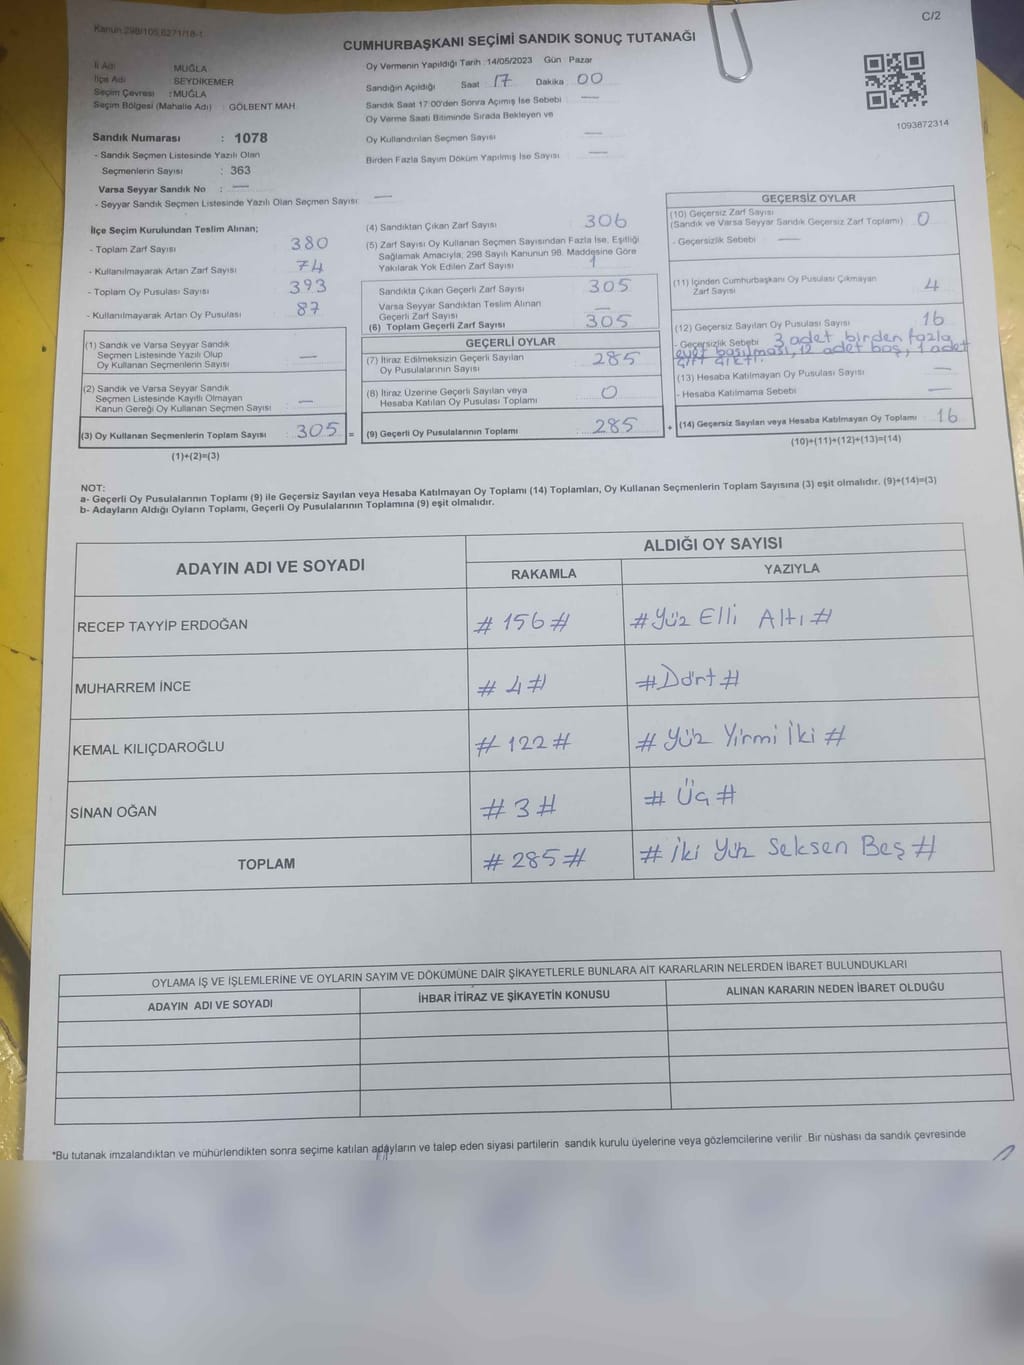 Kanun.298/105,6271/18-1
C/2
CUMHURBAŞKANI SEÇİMİ SANDIK SONUÇ TUTANAĞI
İl Adı : MUĞLA
İlçe Adı : SEYDİKEMER
Seçim Çevresi : MUĞLA
Seçim Bölgesi (Mahalle Adı) : GÖLBENT MAH.
Sandık Numarası : 1078
- Sandık Seçmen Listesinde Yazılı Olan
Seçmenlerin Sayısı : 363
Varsa Seyyar Sandık No : —
- Seyyar Sandık Seçmen Listesinde Yazılı Olan Seçmen Sayısı: —
Oy Vermenin Yapıldığı Tarih :14/05/2023 Gün Pazar
Sandığın Açıldığı Saat : 17 Dakika : 00
Sandık Saat 17:00'den Sonra Açmış İse Sebebi : —
Oy Verme Saati Bitiminde Sırada Bekleyen ve
Oy Kullandırılan Seçmen Sayısı —
Birden Fazla Sayım Döküm Yapılmış İse Sayısı : —
1093872314
İlçe Seçim Kurulundan Teslim Alınan;
- Toplam Zarf Sayısı : 380
- Kullanılmayarak Artan Zarf Sayısı : 74
- Toplam Oy Pusulası Sayısı : 393
- Kullanılmayarak Artan Oy Pusulası : 87
(1) Sandık ve Varsa Seyyar Sandık
Seçmen Listesinde Yazılı Olup
Oy Kullanan Seçmenlerin Sayısı : —
(2) Sandık ve Varsa Seyyar Sandık
Seçmen Listesinde Kayıtlı Olmayan
Kanun Gereği Oy Kullanan Seçmen Sayısı : —
(3) Oy Kullanan Seçmenlerin Toplam Sayısı : 305 =
(1)+(2)=(3)
(4) Sandıktan Çıkan Zarf Sayısı : 306
(5) Zarf Sayısı Oy Kullanan Seçmen Sayısından Fazla İse, Eşitliği
Sağlamak Amacıyla; 298 Sayılı Kanunun 98. Maddesine Göre
Yakılarak Yok Edilen Zarf Sayısı : 1
Sandıkta Çıkan Geçerli Zarf Sayısı : 305
Varsa Seyyar Sandıktan Teslim Alınan
Geçerli Zarf Sayısı : —
(6) Toplam Geçerli Zarf Sayısı : 305
GEÇERLİ OYLAR
(7) İtiraz Edilmeksizin Geçerli Sayılan
Oy Pusulalarının Sayısı : 285
(8) İtiraz Üzerine Geçerli Sayılan veya
Hesaba Katılan Oy Pusulası Toplamı : 0
(9) Geçerli Oy Pusulalarının Toplamı : 285 +
GEÇERSİZ OYLAR
(10) Geçersiz Zarf Sayısı
(Sandık ve Varsa Seyyar Sandık Geçersiz Zarf Toplamı) : 0
- Geçersizlik Sebebi : —
(11) İçinden Cumhurbaşkanı Oy Pusulası Çıkmayan
Zarf Sayısı : 4
(12) Geçersiz Sayılan Oy Pusulası Sayısı : 16
- Geçersizlik Sebebi : 3 adet birden fazla
evet basılması, 12 adet boş, 1 adet
çift çıktı.
(13) Hesaba Katılmayan Oy Pusulası Sayısı : —
- Hesaba Katılmama Sebebi : —
(14) Geçersiz Sayılan veya Hesaba Katılmayan Oy Toplamı : 16
(10)+(11)+(12)+(13)=(14)
NOT:
a- Geçerli Oy Pusulalarının Toplamı (9) ile Geçersiz Sayılan veya Hesaba Katılmayan Oy Toplamı (14) Toplamları, Oy Kullanan Seçmenlerin Toplam Sayısına (3) eşit olmalıdır. (9)+(14)=(3)
b- Adayların Aldığı Oyların Toplamı, Geçerli Oy Pusulalarının Toplamına (9) eşit olmalıdır.
ADAYIN ADI VE SOYADI
ALDIĞI OY SAYISI
RAKAMLA YAZIYLA
RECEP TAYYİP ERDOĞAN # 156 # # Yüz Elli Altı #
MUHARREM İNCE # 4 # # Dört #
KEMAL KILIÇDAROĞLU # 122 # # Yüz Yirmi İki #
SİNAN OĞAN # 3 # # Üç #
TOPLAM # 285 # # İki Yüz Seksen Beş #
OYLAMA İŞ VE İŞLEMLERİNE VE OYLARIN SAYIM VE DÖKÜMÜNE DAİR ŞİKAYETLERLE BUNLARA AİT KARARLARIN NELERDEN İBARET BULUNDUKLARI
ADAYIN ADI VE SOYADI İHBAR İTİRAZ VE ŞİKAYETİN KONUSU ALINAN KARARIN NEDEN İBARET OLDUĞU
*Bu tutanak imzalandıktan ve mühürlendikten sonra seçime katılan adayların ve talep eden siyasi partilerin sandık kurulu üyelerine veya gözlemcilerine verilir .Bir nüshası da sandık çevresinde